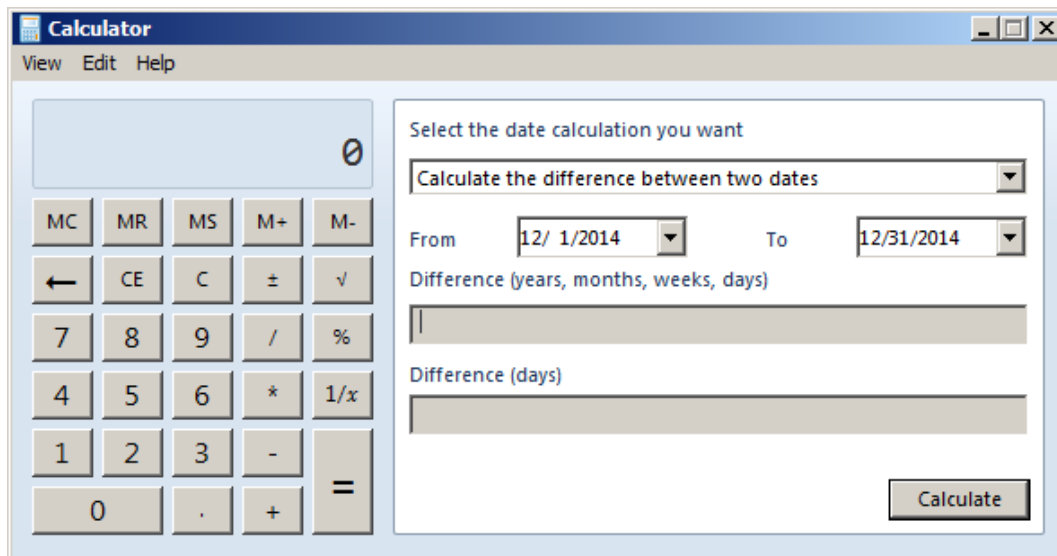 Calculator
View Edit Help
0
MC MR MS M+ M-
← CE C ± √
7 8 9 / %
4 5 6 * 1/x
1 2 3 - =
0 . +
Select the date calculation you want
Calculate the difference between two dates
From 12/ 1/2014 To 12/31/2014
Difference (years, months, weeks, days)
Difference (days)
Calculate